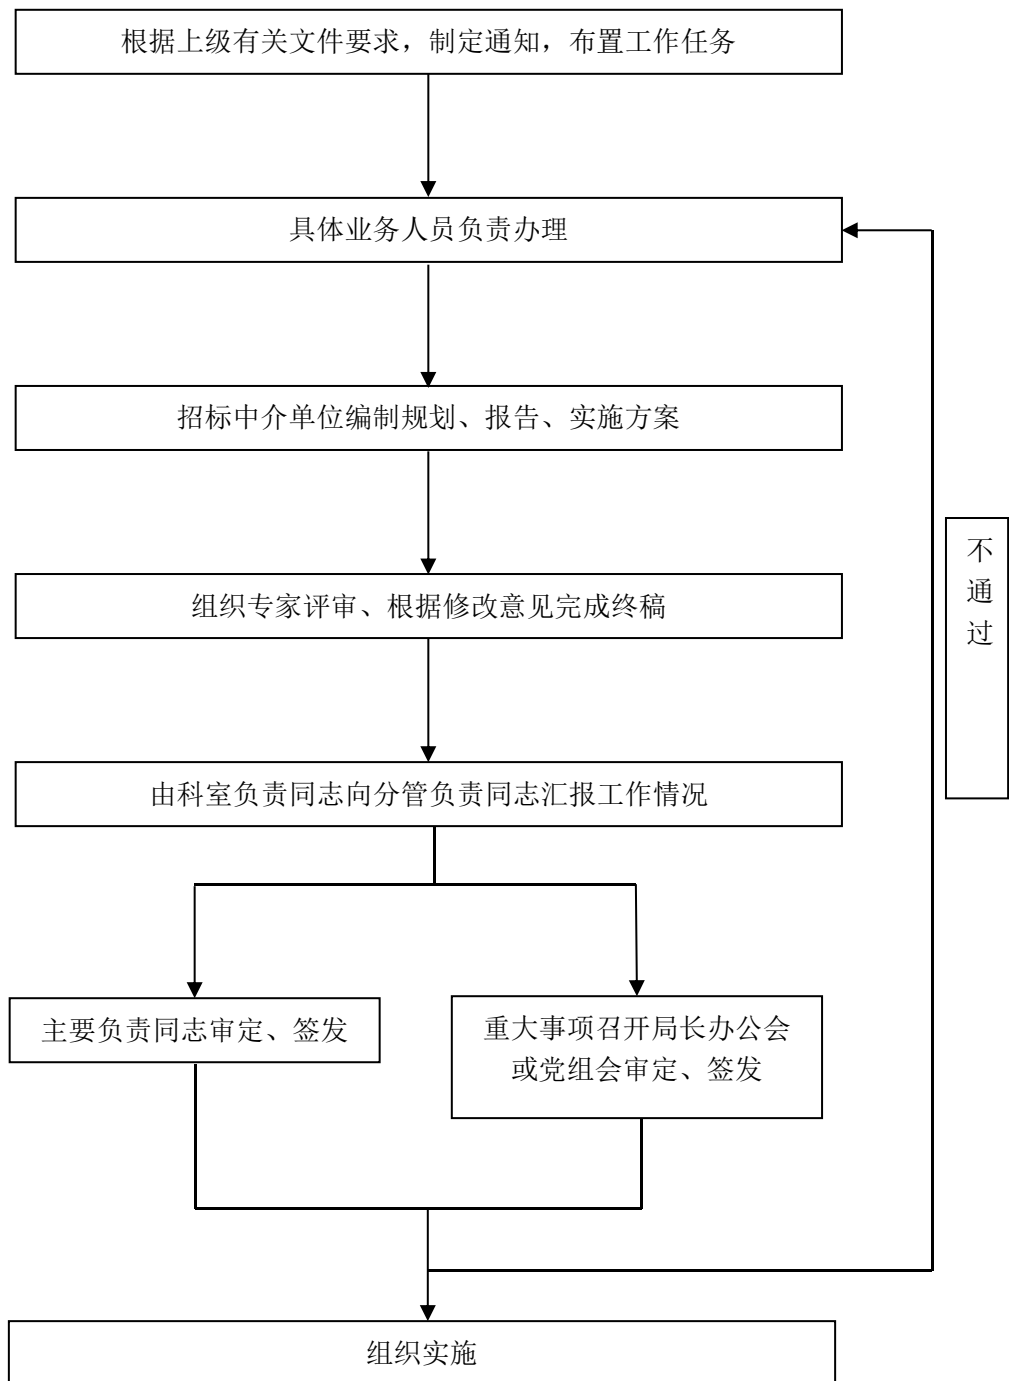 根据上级有关文件要求，制定通知，布置工作任务
具体业务人员负责办理
招标中介单位编制规划、报告、实施方案
不
通
过
组织专家评审、根据修改意见完成终稿
由科室负责同志向分管负责同志汇报工作情况
主要负责同志审定、签发
重大事项召开局长办公会
或党组会审定、签发
组织实施